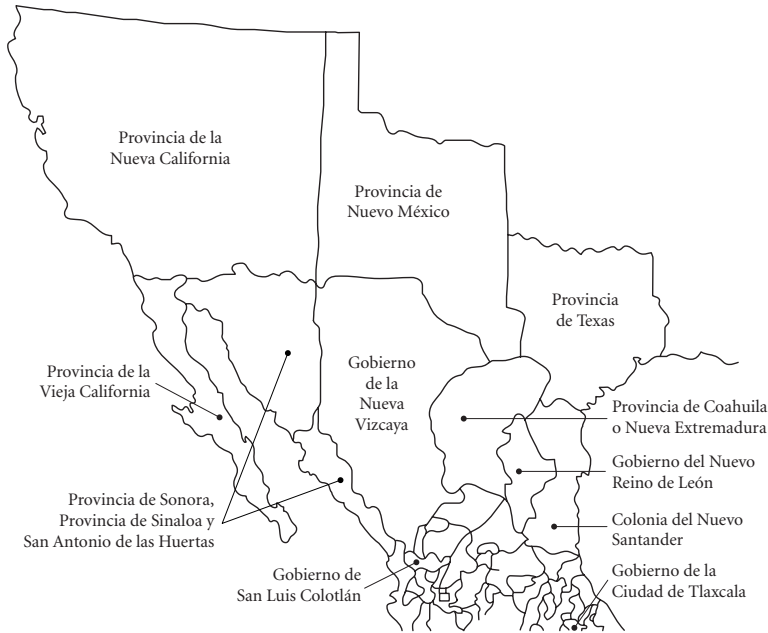 Provincia de la
Nueva California
Provincia de
Nuevo México
Provincia
de Texas
Provincia de la
Vieja California
Gobierno
de la
Nueva
Vizcaya
Provincia de Coahuila
o Nueva Extremadura
Gobierno del Nuevo
Reino de León
Provincia de Sonora,
Provincia de Sinaloa y
San Antonio de las Huertas
Colonia del Nuevo
Santander
Gobierno de
San Luis Colotlán
Gobierno de la
Ciudad de Tlaxcala